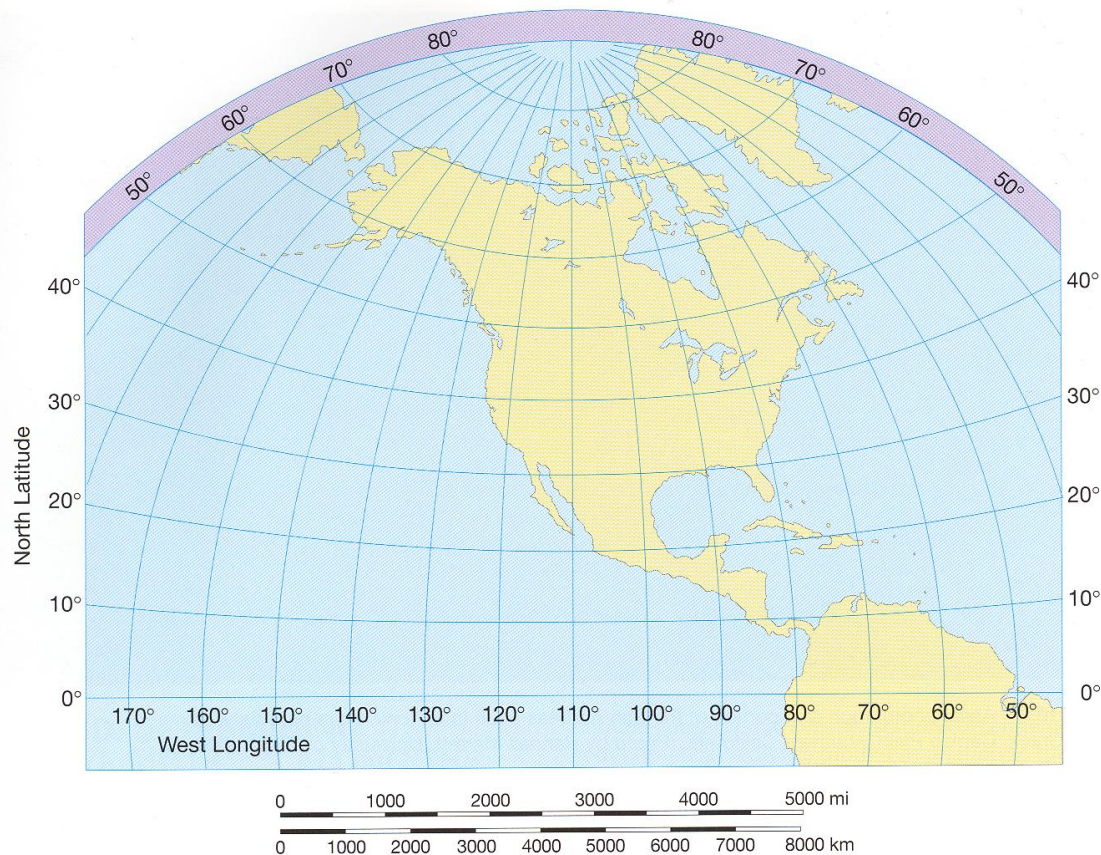 80° 80°
70° 70°
60° 60°
50° 50°
40° 40°
30° 30°
North Latitude
20° 20°
10° 10°
0° 0°
170° 160° 150° 140° 130° 120° 110° 100° 90° 80° 70° 60° 50°
West Longitude
0 1000 2000 3000 4000 5000 mi
0 1000 2000 3000 4000 5000 6000 7000 8000 km